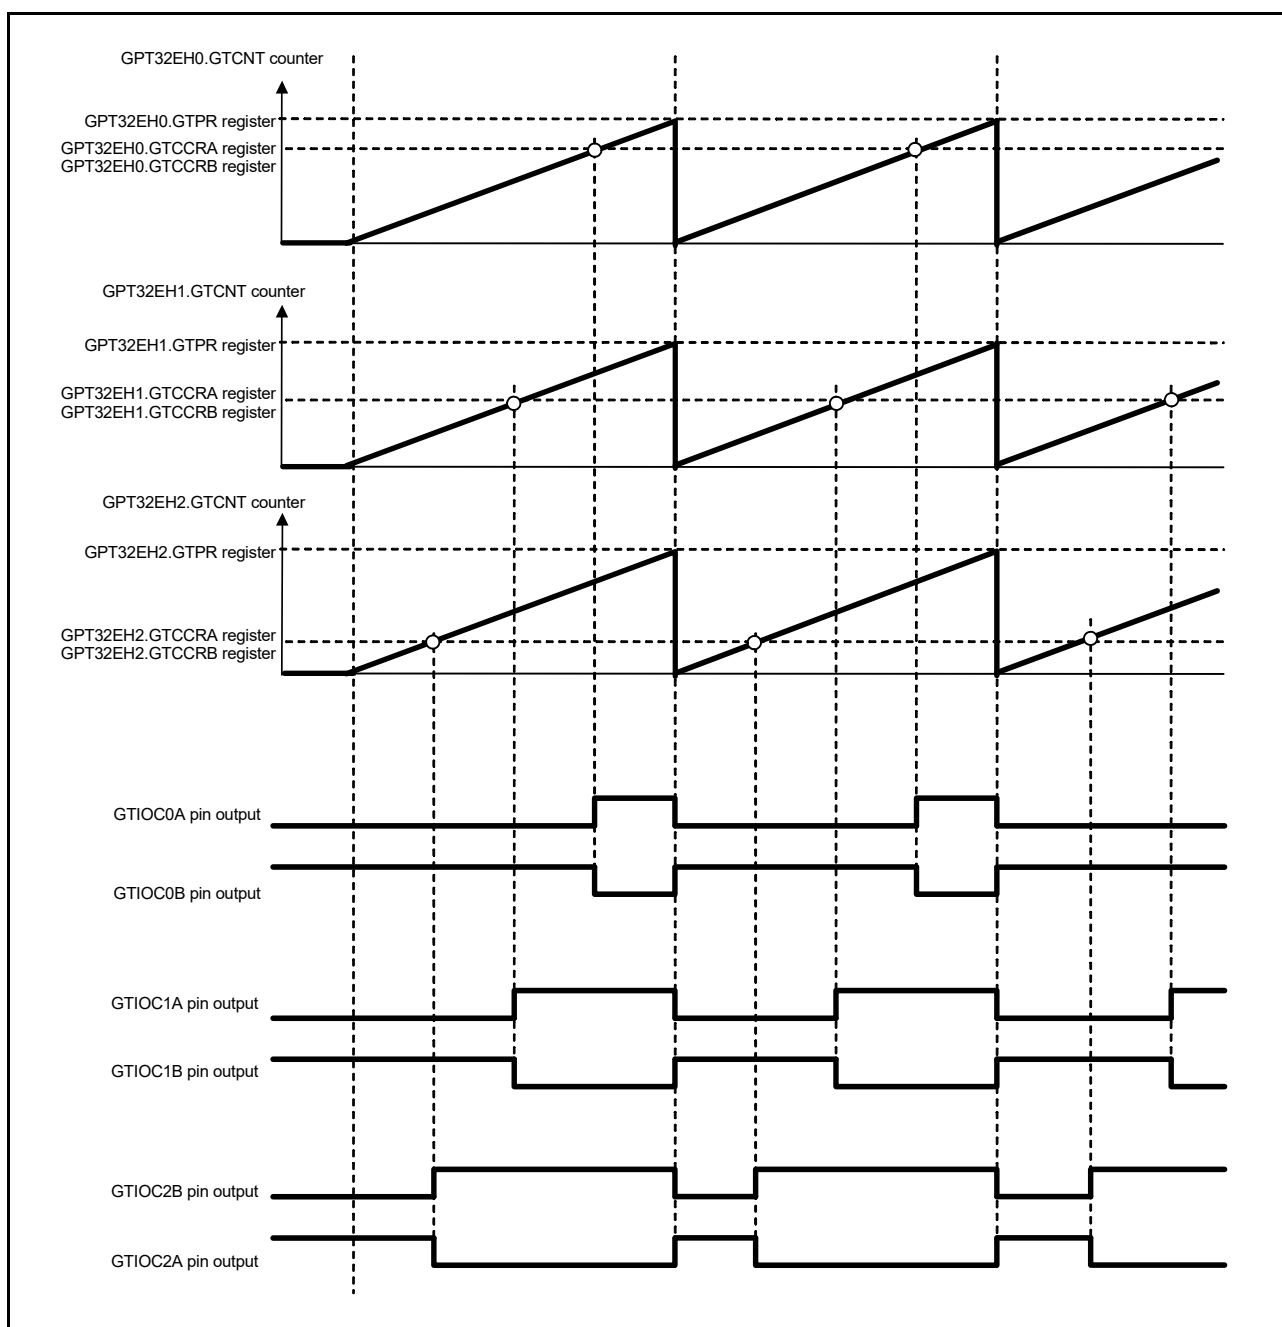 GPT32EH0.GTCNT counter
GPT32EH0.GTPR register
GPT32EH0.GTCCRA register
GPT32EH0.GTCCRB register
GPT32EH1.GTCNT counter
GPT32EH1.GTPR register
GPT32EH1.GTCCRA register
GPT32EH1.GTCCRB register
GPT32EH2.GTCNT counter
GPT32EH2.GTPR register
GPT32EH2.GTCCRA register
GPT32EH2.GTCCRB register
GTIOC0A pin output
GTIOC0B pin output
GTIOC1A pin output
GTIOC1B pin output
GTIOC2B pin output
GTIOC2A pin output